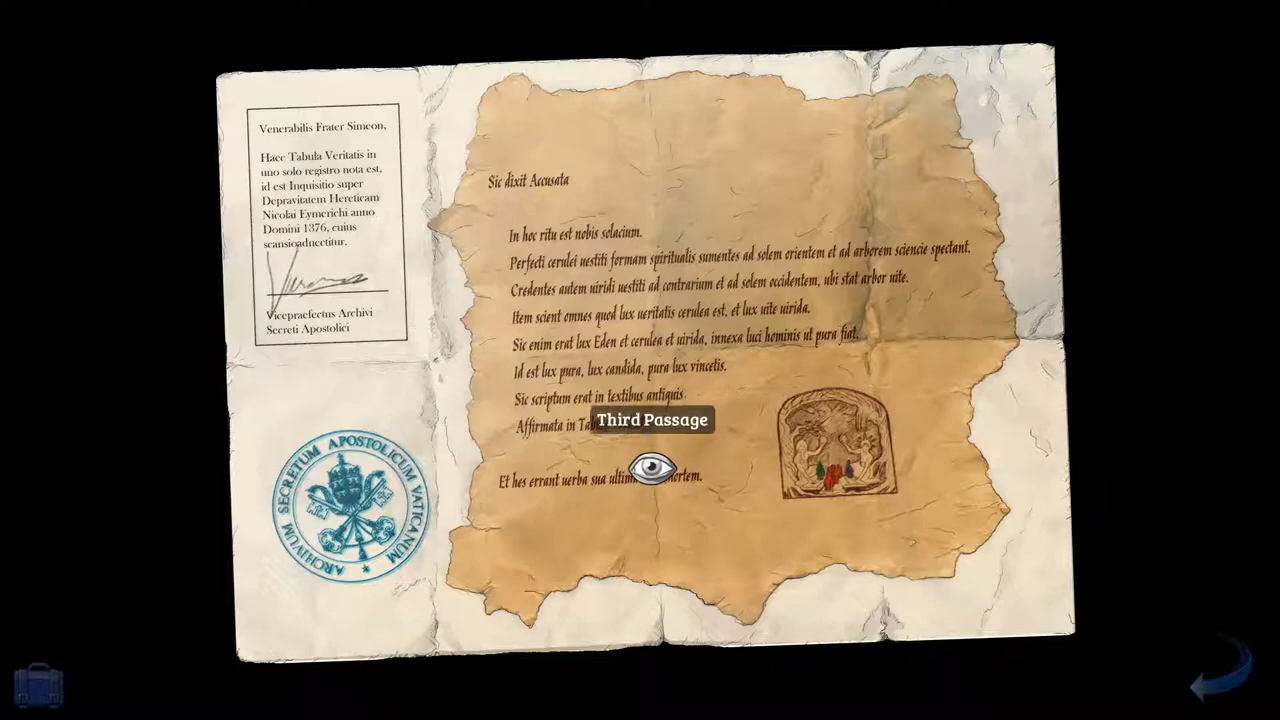 Venerabilis Frater Simeon,
Haec Tabula Veritatis in
uno solo registro nota est,
id est Inquisitio super
Depravitatem Hereticam
Nicolai Eymerichi anno
Domini 1376, cuius
scansioadnectitur.
Vicepraefectus Archivi
Secreti Apostolici
ARCHIVUM SECRETUM APOSTOLICUM VATICANUM
Sic dixit Accusata
In hoc ritu est nobis solacium.
Perfecti cerulei uestiti formam spiritualis sumentes ad solem orientem et ad arborem sciencie spectant.
Credentes autem uiridi uestiti ad contrarium et ad solem occidentem, ubi stat arbor uite.
Item scient omnes quod lux ueritatis cerulea est, et lux uite uirida.
Sic enim erat lux Eden et cerulea et uirida, innexa luci hominis ut pura fiat.
Id est lux pura, lux candida, pura lux vincetis.
Sic scriptum erat in textibus antiquis.
Affirmata in
Third Passage
Et hes errant uerba sua